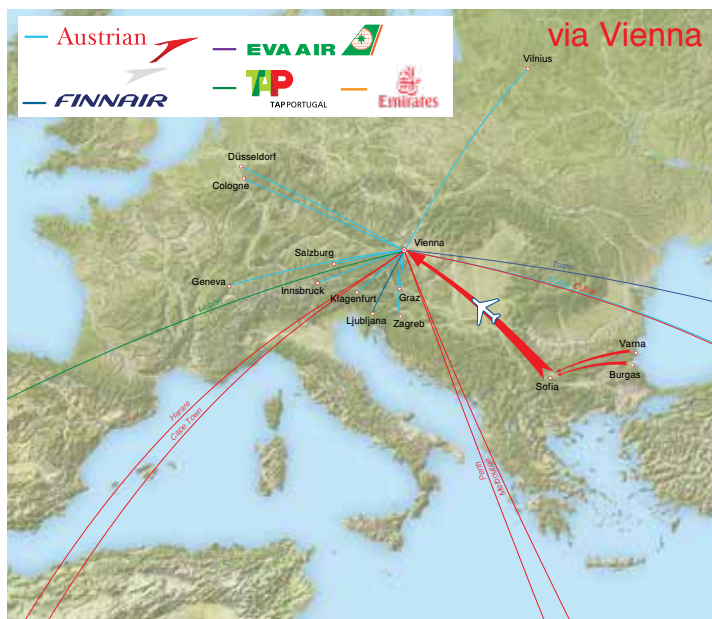 Austrian
EVA AIR
via Vienna
FINNAIR
TAP
TAP PORTUGAL
Emirates
Vilnius
Düsseldorf
Cologne
Vienna
Salzburg
Taipei
Geneva
Innsbruck
Dubai
Klagenfurt
Graz
Lisbon
Ljubljana
Zagreb
Varna
Burgas
Sofia
Harare
Cape Town
Perth
Melbourne